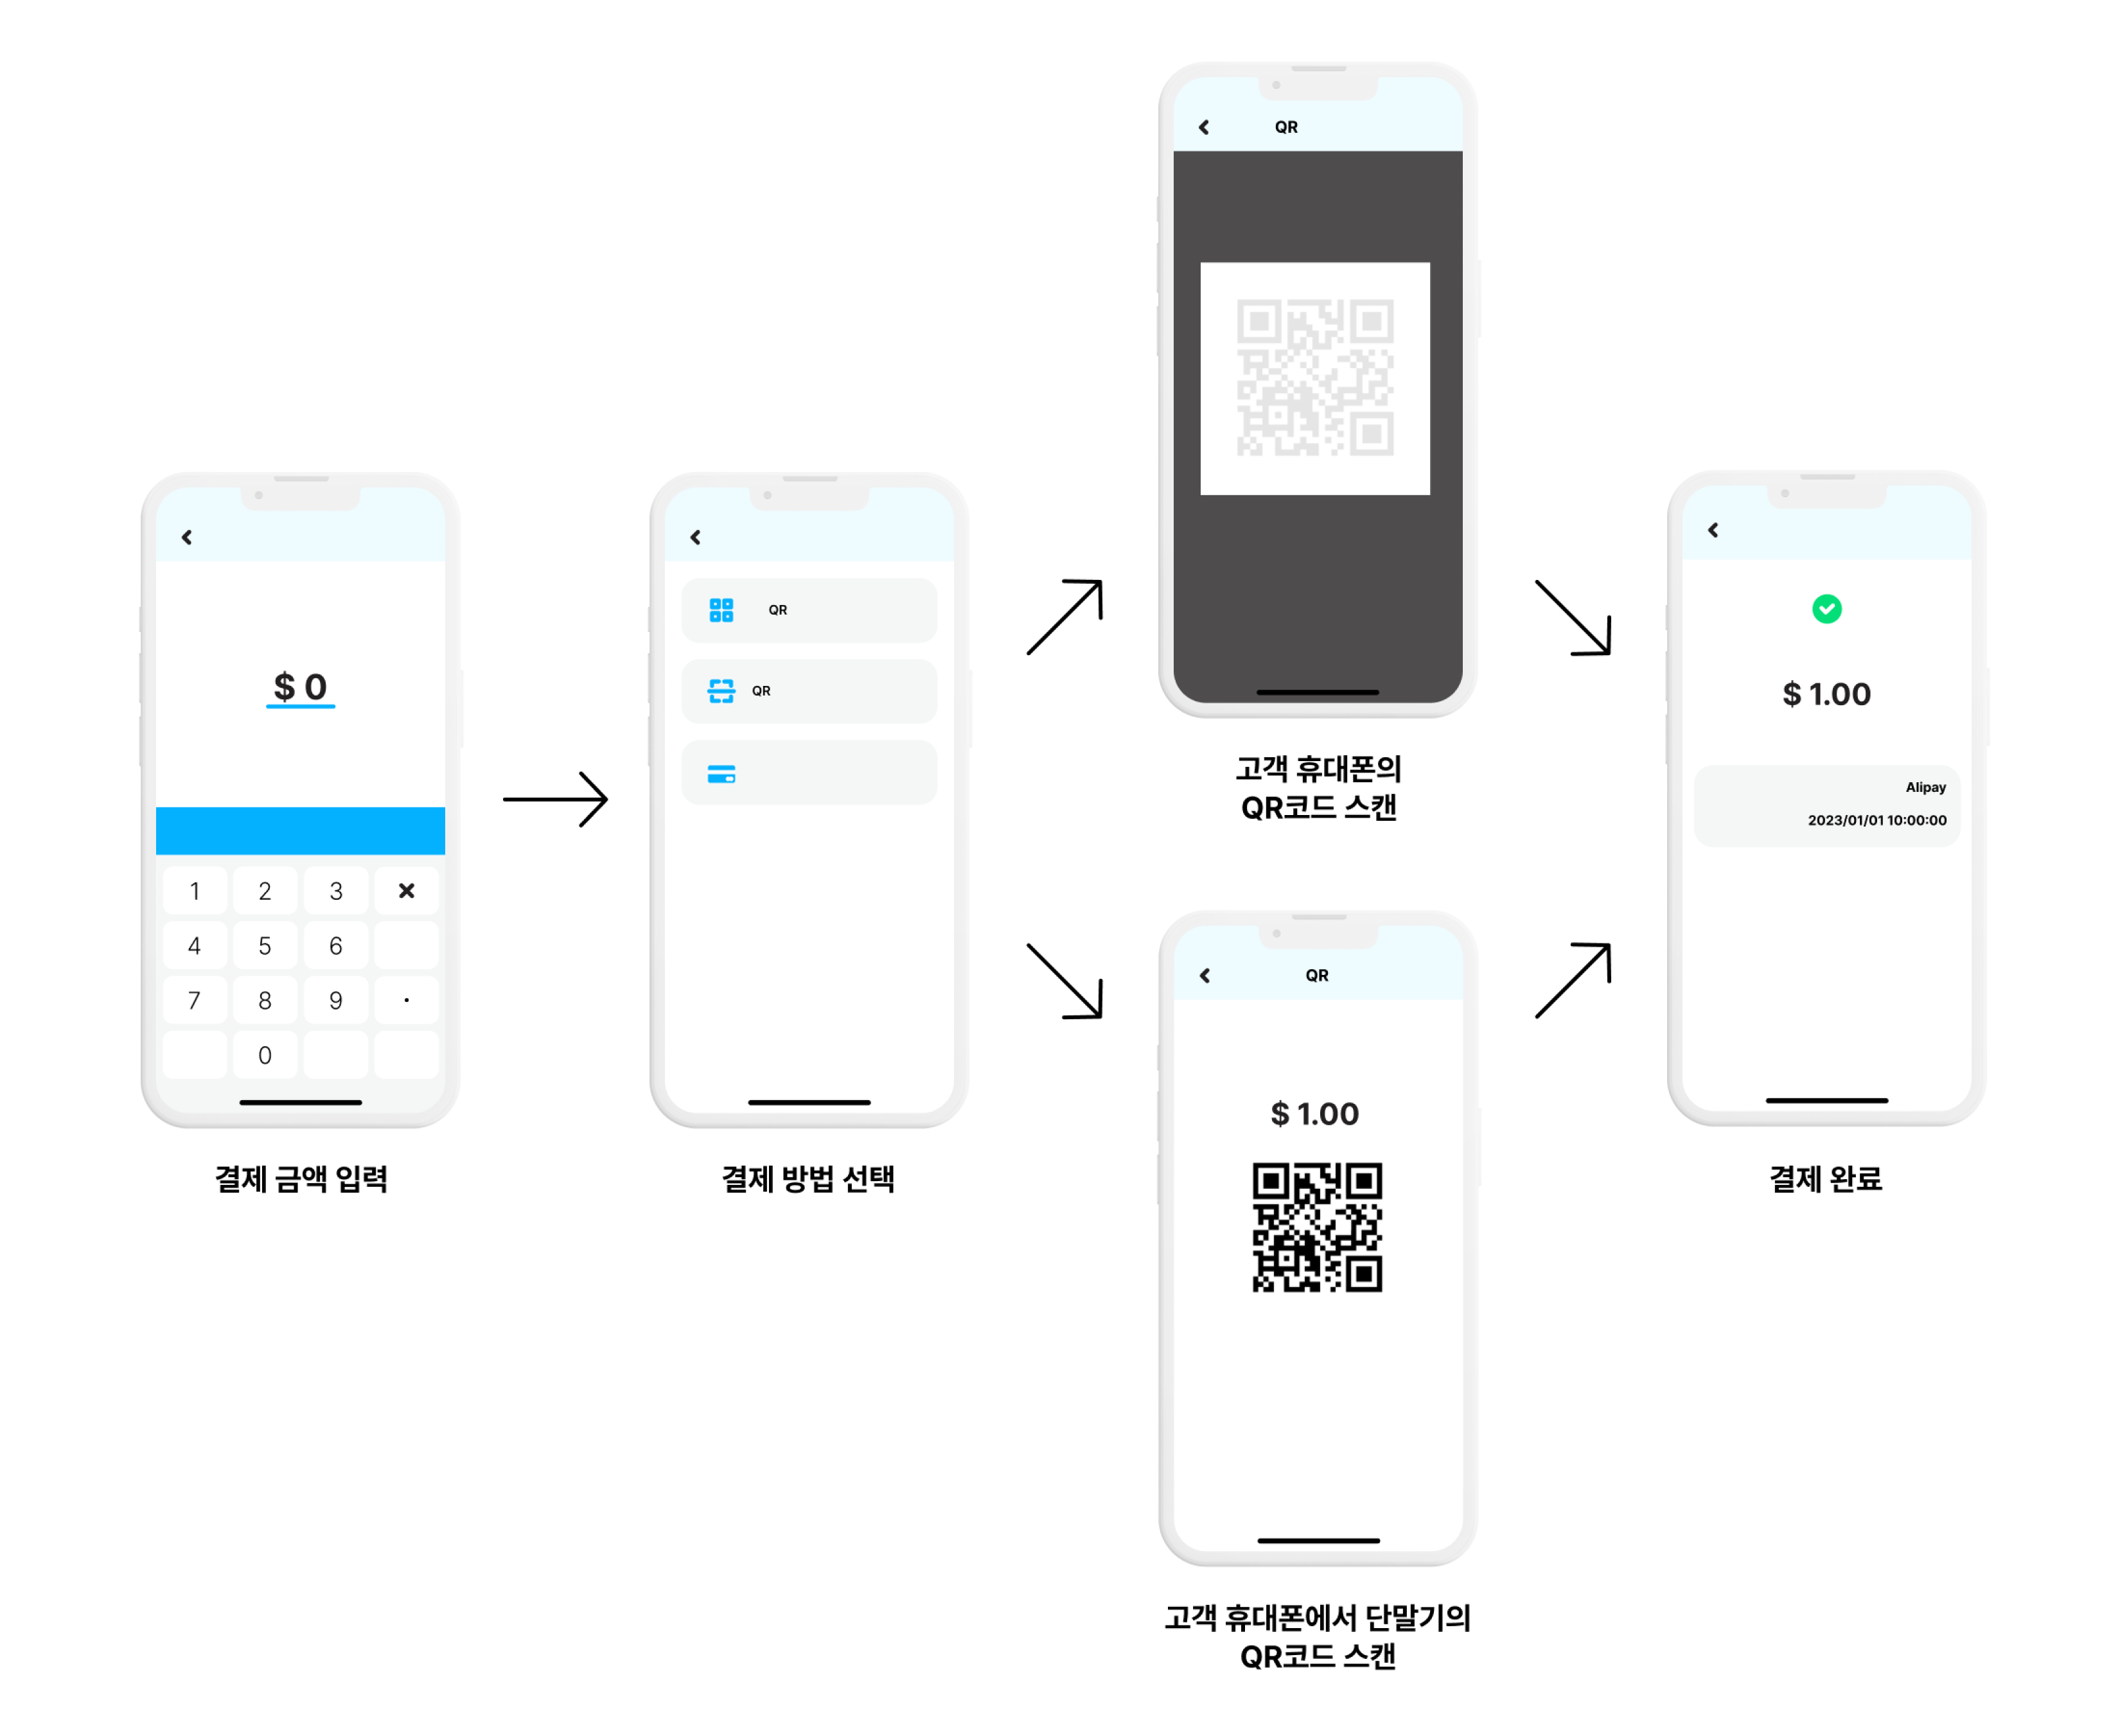 $ 0
1 2 3
4 5 6
7 8 9 .
0
결제 금액 입력
QR
QR
결제 방법 선택
QR
고객 휴대폰의
QR코드 스캔
QR
$ 1.00
고객 휴대폰에서 단말기의
QR코드 스캔
$ 1.00
Alipay
2023/01/01 10:00:00
결제 완료